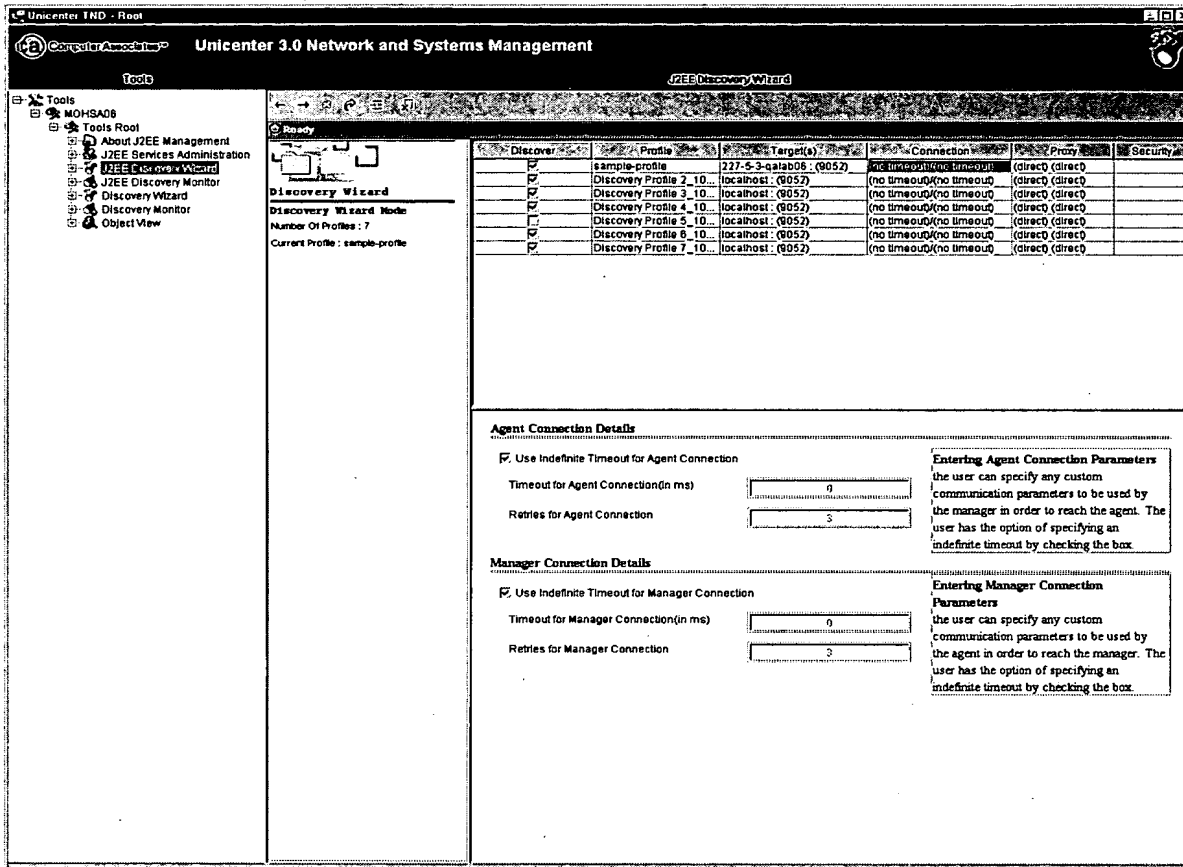 Unicenter TND - Root
Computer Associates™ Unicenter 3.0 Network and Systems Management
Tools J2EE Discovery Wizard
Tools
MOHSA06
Tools Root
About J2EE Management
J2EE Services Administration
J2EE Discovery Wizard
J2EE Discovery Monitor
Discovery Wizard
Discovery Monitor
Object View
Ready
Discovery Wizard
Discovery Wizard Mode
Number Of Profiles : 7
Current Profile : sample-profile
Discover Profile Target(s) Connection Proxy Security
sample-profile 227-5-3-qalab06 : (9052) (no timeout)/(no timeout) (direct) (direct)
Discovery Profile 2_10... localhost : (9052) (no timeout)/(no timeout) (direct) (direct)
Discovery Profile 3_10... localhost : (9052) (no timeout)/(no timeout) (direct) (direct)
Discovery Profile 4_10... localhost : (9052) (no timeout)/(no timeout) (direct) (direct)
Discovery Profile 5_10... localhost : (9052) (no timeout)/(no timeout) (direct) (direct)
Discovery Profile 6_10... localhost : (9052) (no timeout)/(no timeout) (direct) (direct)
Discovery Profile 7_10... localhost : (9052) (no timeout)/(no timeout) (direct) (direct)
Agent Connection Details
Use Indefinite Timeout for Agent Connection
Timeout for Agent Connection(in ms) 0
Retries for Agent Connection 3
Entering Agent Connection Parameters
the user can specify any custom
communication parameters to be used by
the manager in order to reach the agent. The
user has the option of specifying an
indefinite timeout by checking the box.
Manager Connection Details
Use Indefinite Timeout for Manager Connection
Timeout for Manager Connection(in ms) 0
Retries for Manager Connection 3
Entering Manager Connection
Parameters
the user can specify any custom
communication parameters to be used by
the agent in order to reach the manager. The
user has the option of specifying an
indefinite timeout by checking the box.